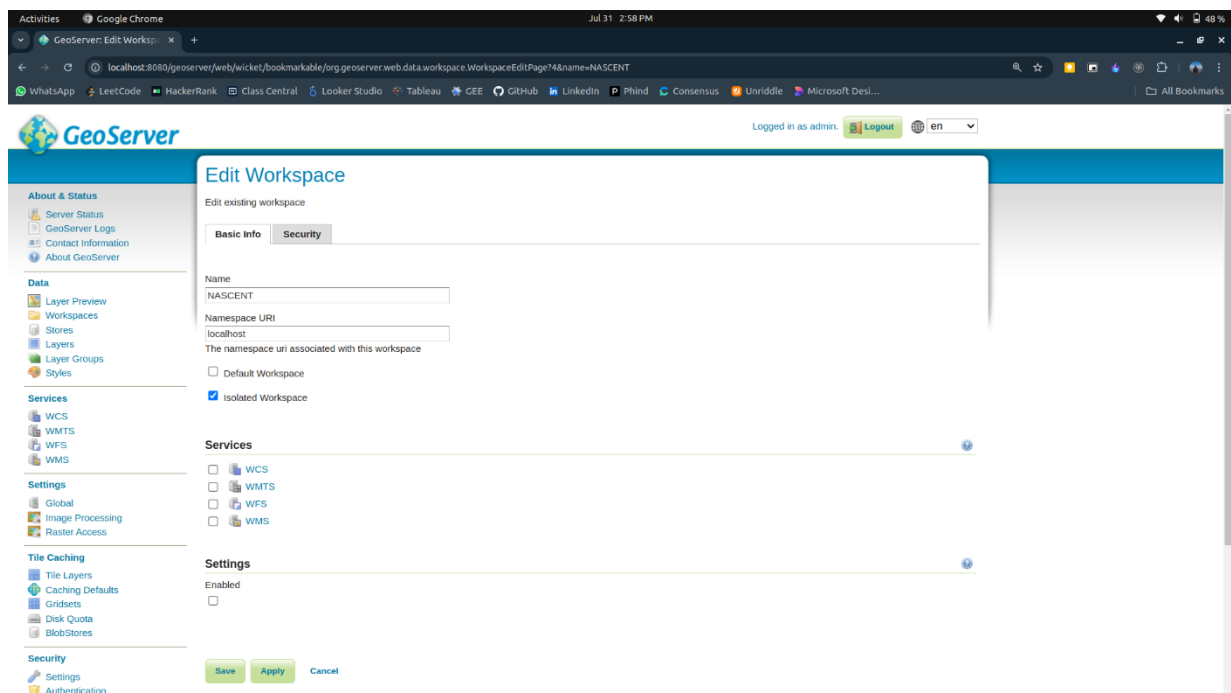 Activities Google Chrome Jul 31 2:58 PM 48 %
GeoServer: Edit Worksp
localhost:8080/geoserver/web/wicket/bookmarkable/org.geoserver.web.data.workspace.WorkspaceEditPage?4&name=NASCENT
WhatsApp LeetCode HackerRank Class Central Looker Studio Tableau GEE GitHub LinkedIn Phind Consensus Unriddle Microsoft Desi... All Bookmarks
GeoServer
Logged in as admin. Logout en
About & Status
Server Status
GeoServer Logs
Contact Information
About GeoServer
Data
Layer Preview
Workspaces
Stores
Layers
Layer Groups
Styles
Services
WCS
WMTS
WFS
WMS
Settings
Global
Image Processing
Raster Access
Tile Caching
Tile Layers
Caching Defaults
Gridsets
Disk Quota
BlobStores
Security
Settings
Authentication
Edit Workspace
Edit existing workspace
Basic Info Security
Name
NASCENT
Namespace URI
localhost
The namespace uri associated with this workspace
Default Workspace
Isolated Workspace
Services
WCS
WMTS
WFS
WMS
Settings
Enabled
Save Apply Cancel